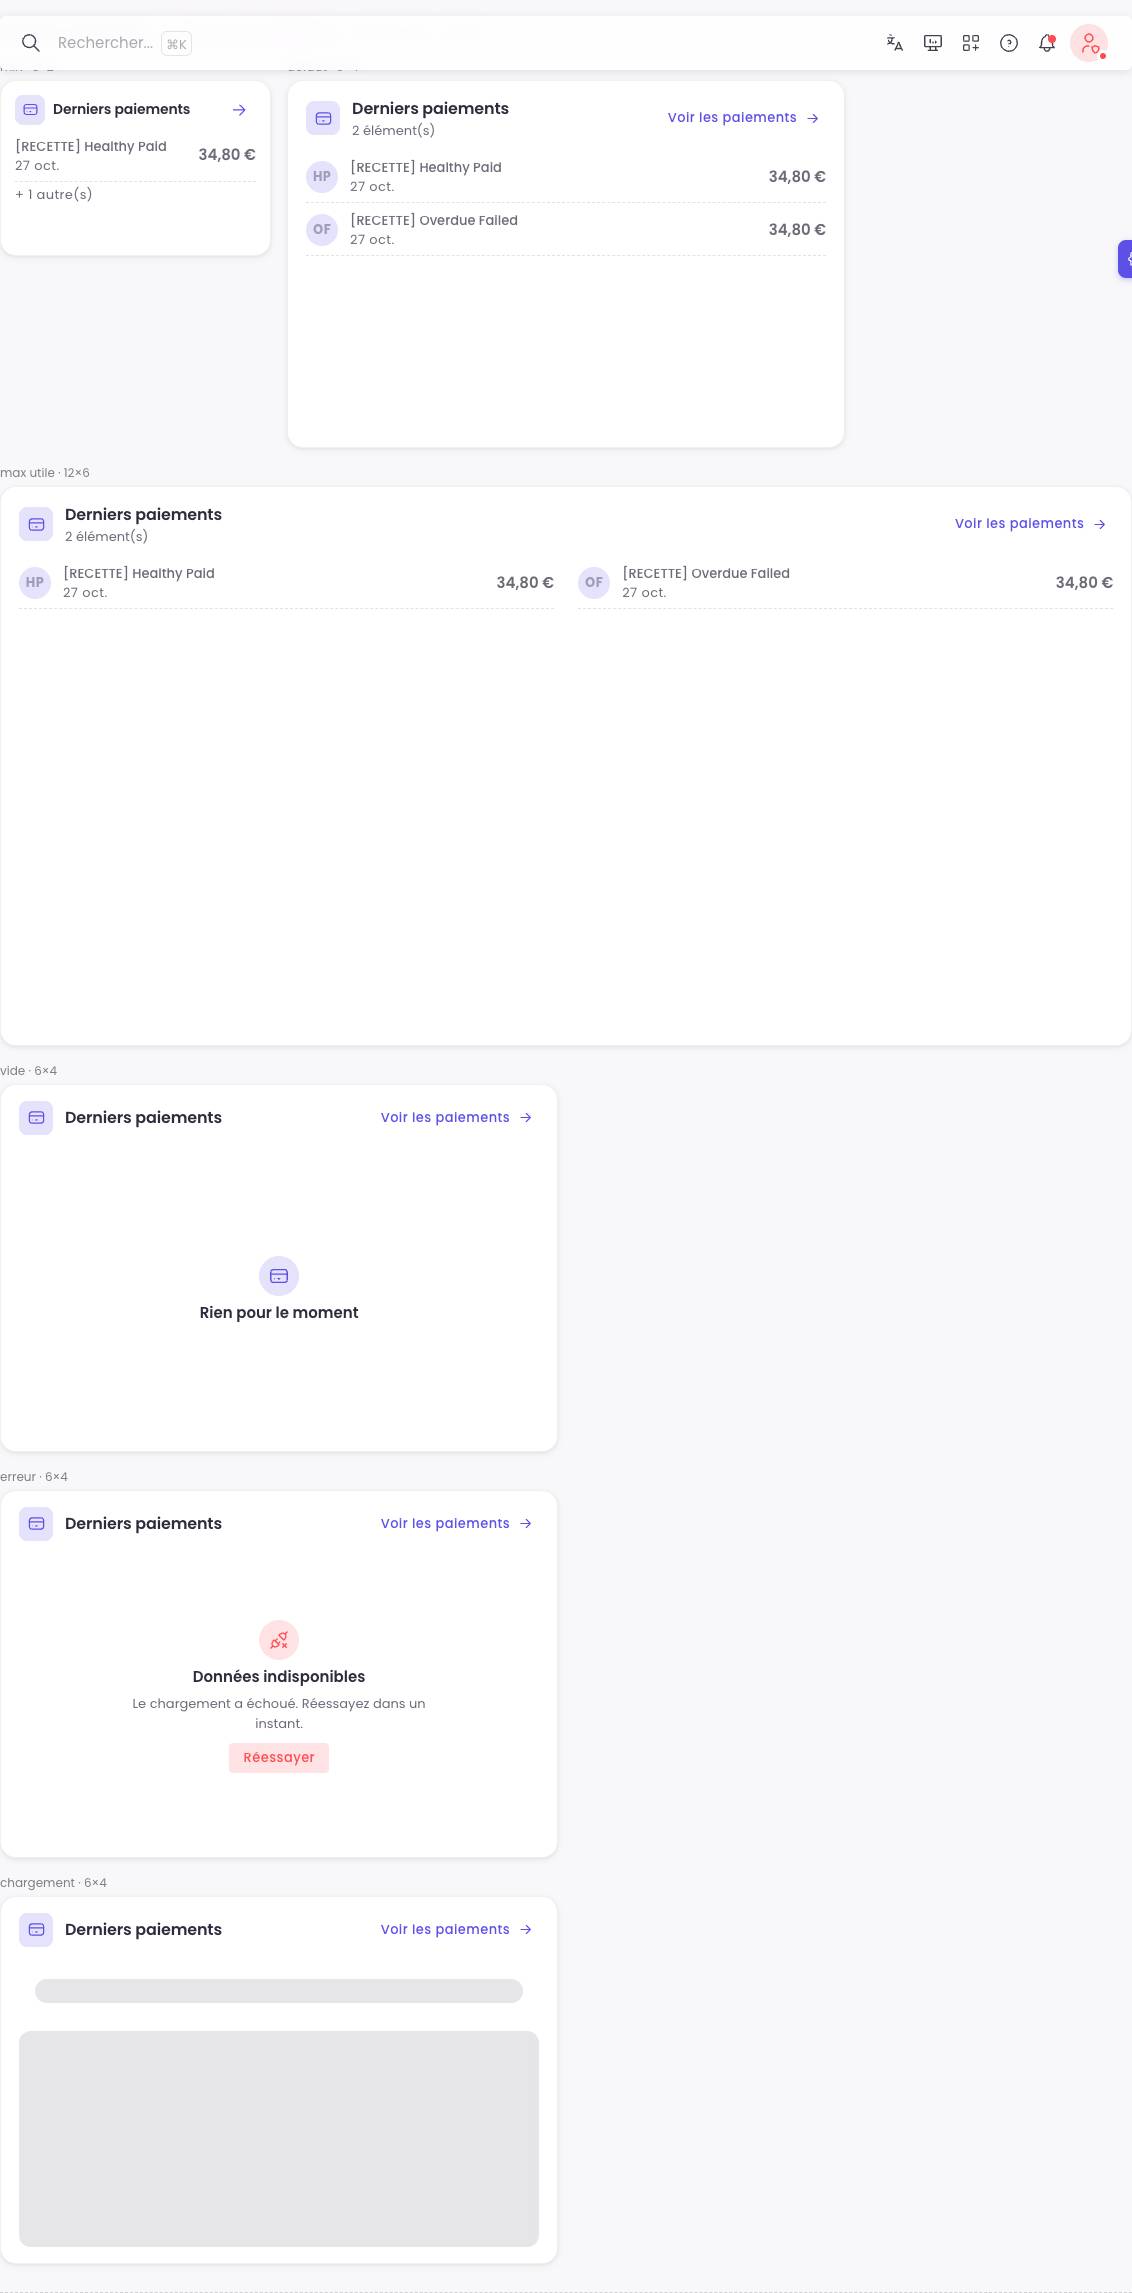 Rechercher... ⌘K
Derniers paiements
[RECETTE] Healthy Paid
27 oct.
34,80 €
+ 1 autre(s)
Derniers paiements
2 élément(s)
Voir les paiements
HP
[RECETTE] Healthy Paid
27 oct.
34,80 €
OF
[RECETTE] Overdue Failed
27 oct.
34,80 €
max utile · 12×6
Derniers paiements
2 élément(s)
Voir les paiements
HP
[RECETTE] Healthy Paid
27 oct.
34,80 €
OF
[RECETTE] Overdue Failed
27 oct.
34,80 €
vide · 6×4
Derniers paiements
Voir les paiements
Rien pour le moment
erreur · 6×4
Derniers paiements
Voir les paiements
Données indisponibles
Le chargement a échoué. Réessayez dans un
instant.
Réessayer
chargement · 6×4
Derniers paiements
Voir les paiements